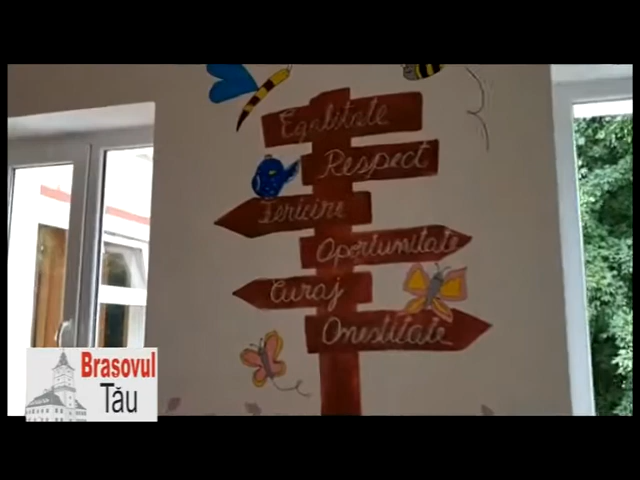 Egalitate
Respect
Fericire
Oportunitate
Curaj
Onestitate
Brasovul
Tău